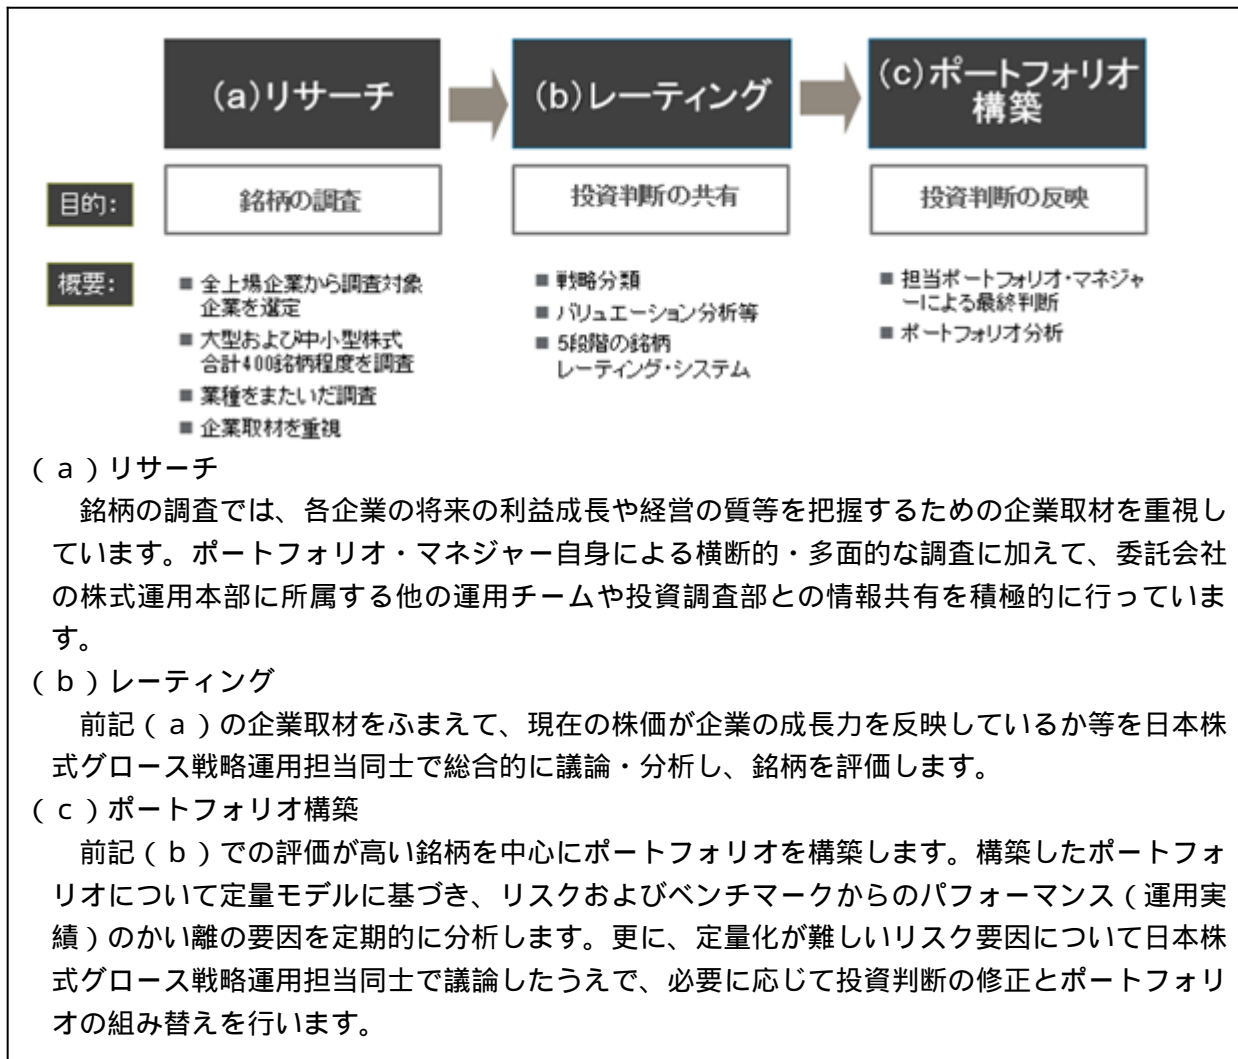 (a)リサーチ
(b)レーティング
(c)ポートフォリオ
構築
目的:
銘柄の調査
投資判断の共有
投資判断の反映
概要:
■ 全上場企業から調査対象
企業を選定
■ 大型および中小型株式
合計400銘柄程度を調査
■ 業種をまたいだ調査
■ 企業取材を重視
■ 戦略分類
■ バリュエーション分析等
■ 5段階の銘柄
レーティング・システム
■ 担当ポートフォリオ・マネジャ
ーによる最終判断
■ ポートフォリオ分析
(a)リサーチ
銘柄の調査では、各企業の将来の利益成長や経営の質等を把握するための企業取材を重視し
ています。ポートフォリオ・マネジャー自身による横断的・多面的な調査に加えて、委託会社
の株式運用本部に所属する他の運用チームや投資調査部との情報共有を積極的に行っていま
す。
(b)レーティング
前記(a)の企業取材をふまえて、現在の株価が企業の成長力を反映しているか等を日本株
式グロース戦略運用担当同士で総合的に議論・分析し、銘柄を評価します。
(c)ポートフォリオ構築
前記(b)での評価が高い銘柄を中心にポートフォリオを構築します。構築したポートフォ
リオについて定量モデルに基づき、リスクおよびベンチマークからのパフォーマンス(運用実
績)のかい離の要因を定期的に分析します。更に、定量化が難しいリスク要因について日本株
式グロース戦略運用担当同士で議論したうえで、必要に応じて投資判断の修正とポートフォリ
オの組み替えを行います。